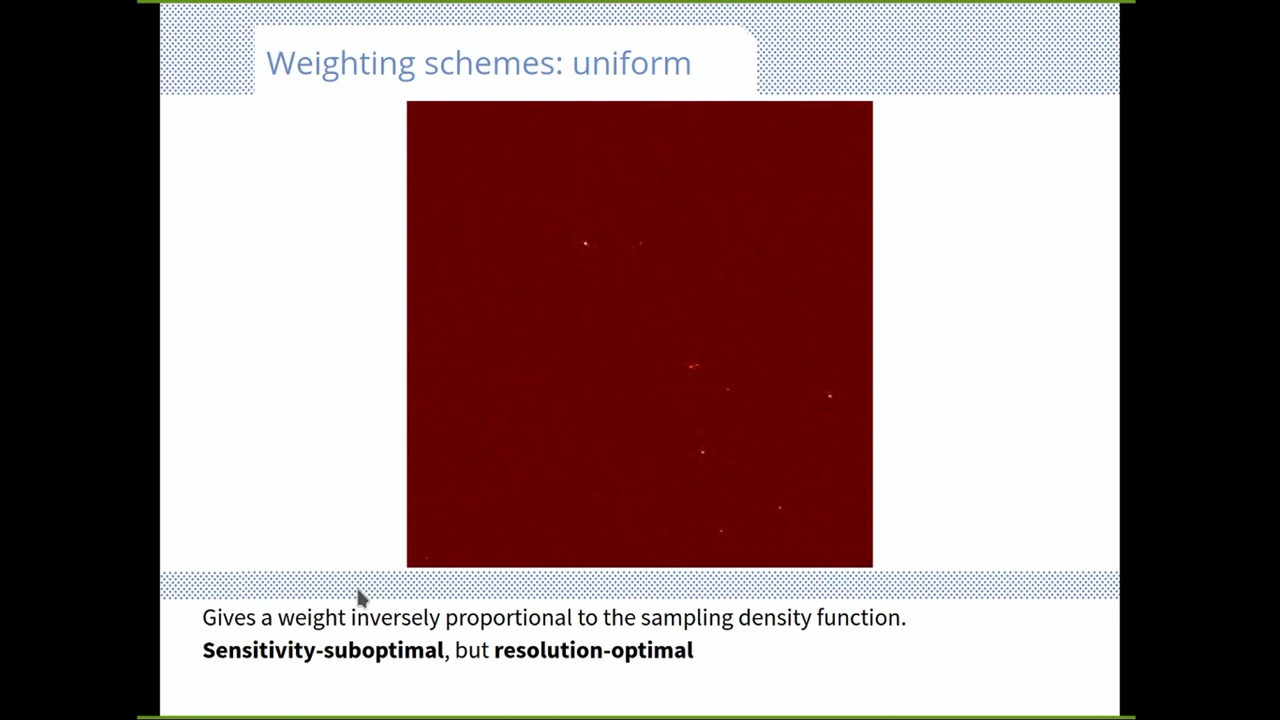 Weighting schemes: uniform
Gives a weight inversely proportional to the sampling density function.
Sensitivity-suboptimal, but resolution-optimal